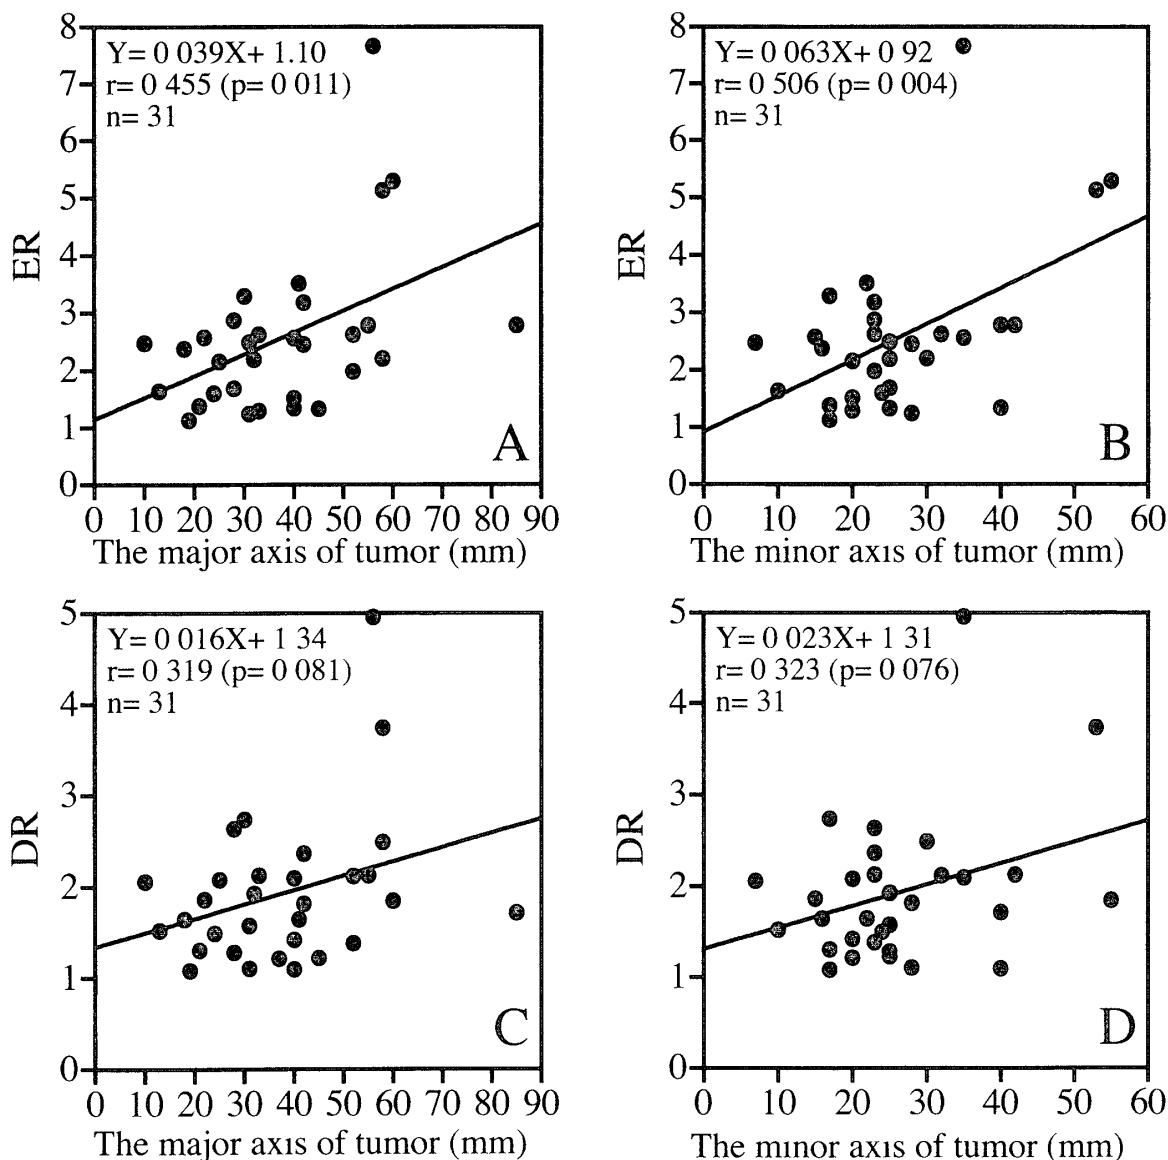 8
7
6
5
4
3
2
1
0
ER
Y= 0 039X+ 1.10
r= 0 455 (p= 0 011)
n= 31
A
0 10 20 30 40 50 60 70 80 90
The major axis of tumor (mm)
8
7
6
5
4
3
2
1
0
ER
Y= 0 063X+ 0 92
r= 0 506 (p= 0 004)
n= 31
B
0 10 20 30 40 50 60
The minor axis of tumor (mm)
5
4
3
2
1
0
DR
Y= 0 016X+ 1 34
r= 0 319 (p= 0 081)
n= 31
C
0 10 20 30 40 50 60 70 80 90
The major axis of tumor (mm)
5
4
3
2
1
0
DR
Y= 0 023X+ 1 31
r= 0 323 (p= 0 076)
n= 31
D
0 10 20 30 40 50 60
The minor axis of tumor (mm)